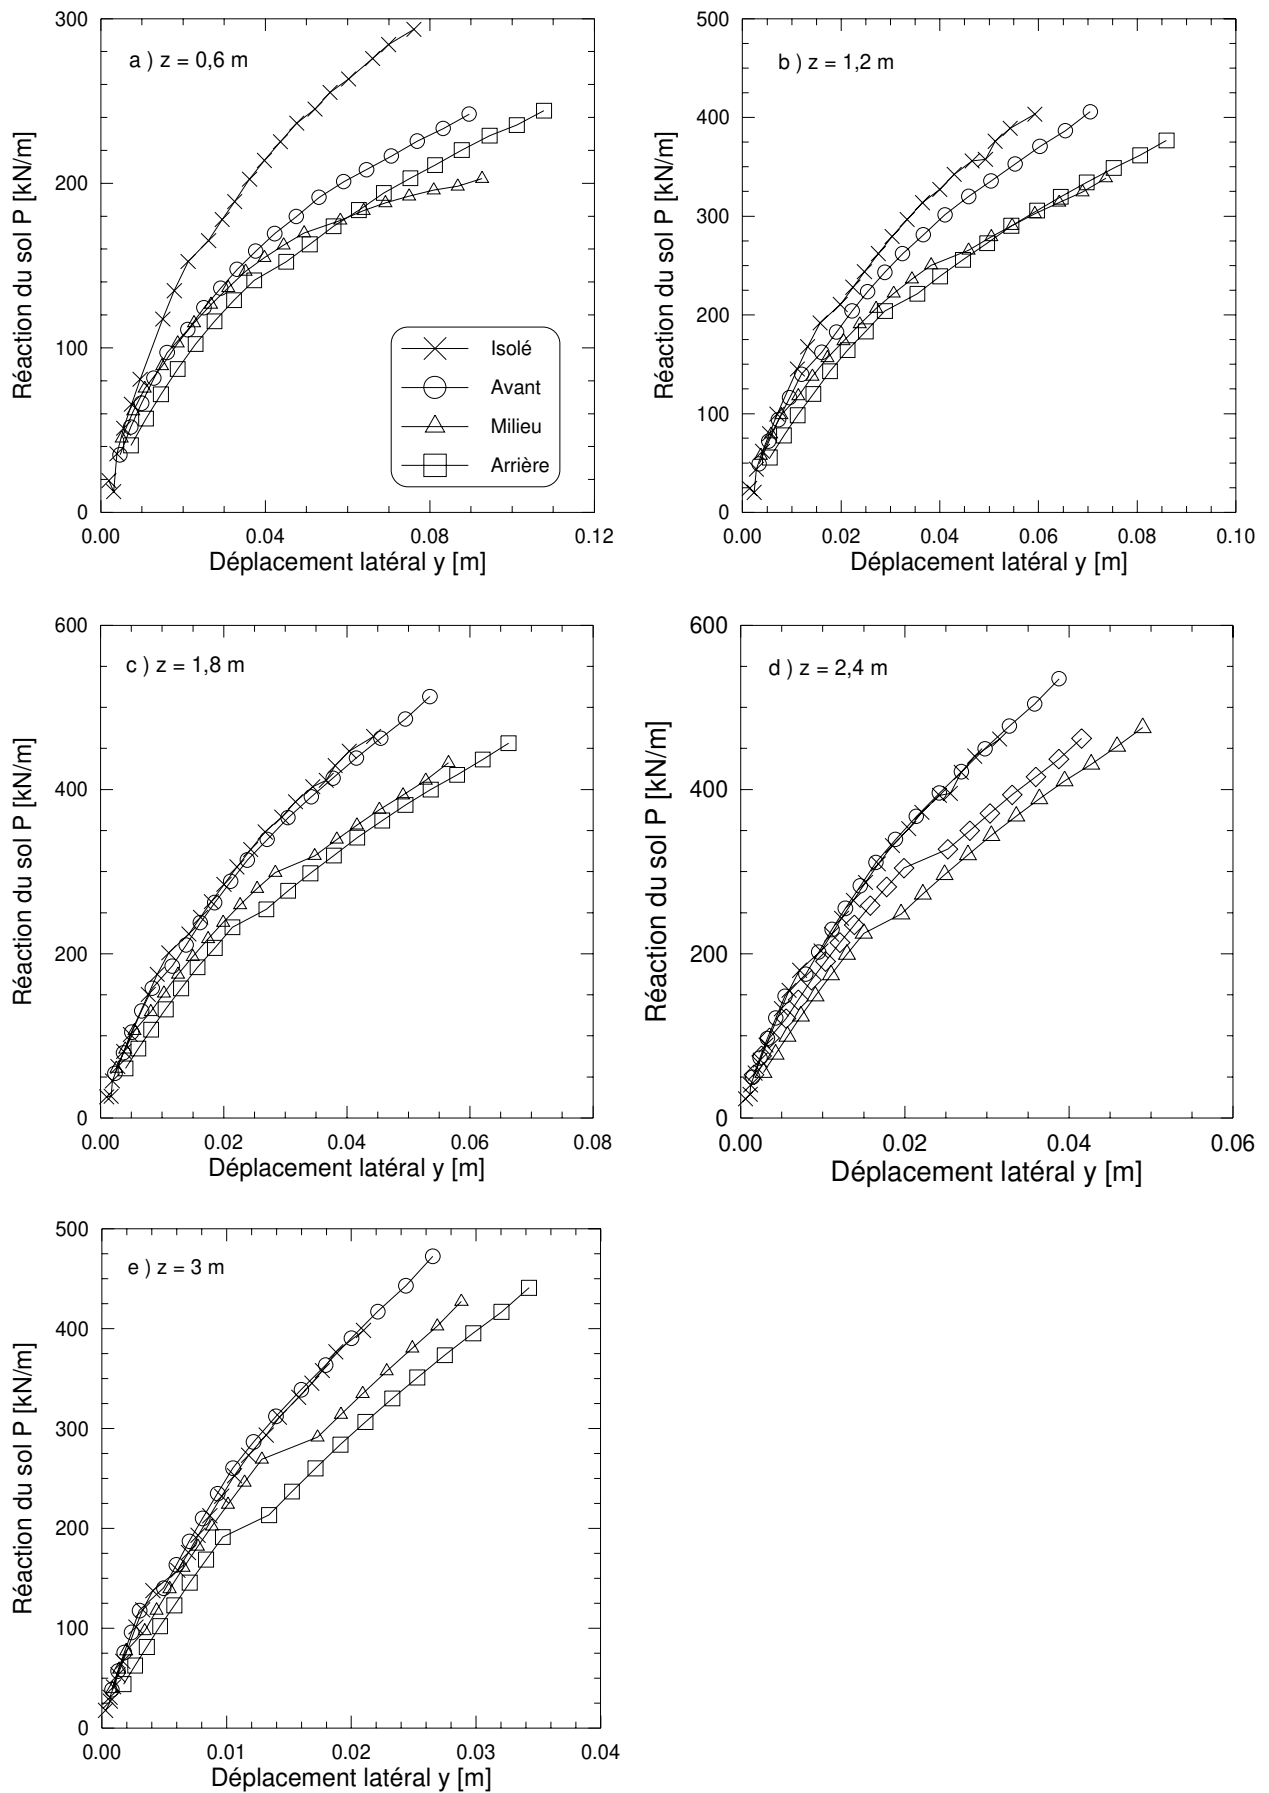 a ) z = 0,6 m
Réaction du sol P [kN/m]
300
200
100
0
0.00
0.04
0.08
0.12
Déplacement latéral y [m]
Isolé
Avant
Milieu
Arrière
b ) z = 1,2 m
Réaction du sol P [kN/m]
500
400
300
200
100
0
0.00
0.02
0.04
0.06
0.08
0.10
Déplacement latéral y [m]
c ) z = 1,8 m
Réaction du sol P [kN/m]
600
400
200
0
0.00
0.02
0.04
0.06
0.08
Déplacement latéral y [m]
d ) z = 2,4 m
Réaction du sol P [kN/m]
600
400
200
0
0.00
0.02
0.04
0.06
Déplacement latéral y [m]
e ) z = 3 m
Réaction du sol P [kN/m]
500
400
300
200
100
0
0.00
0.01
0.02
0.03
0.04
Déplacement latéral y [m]